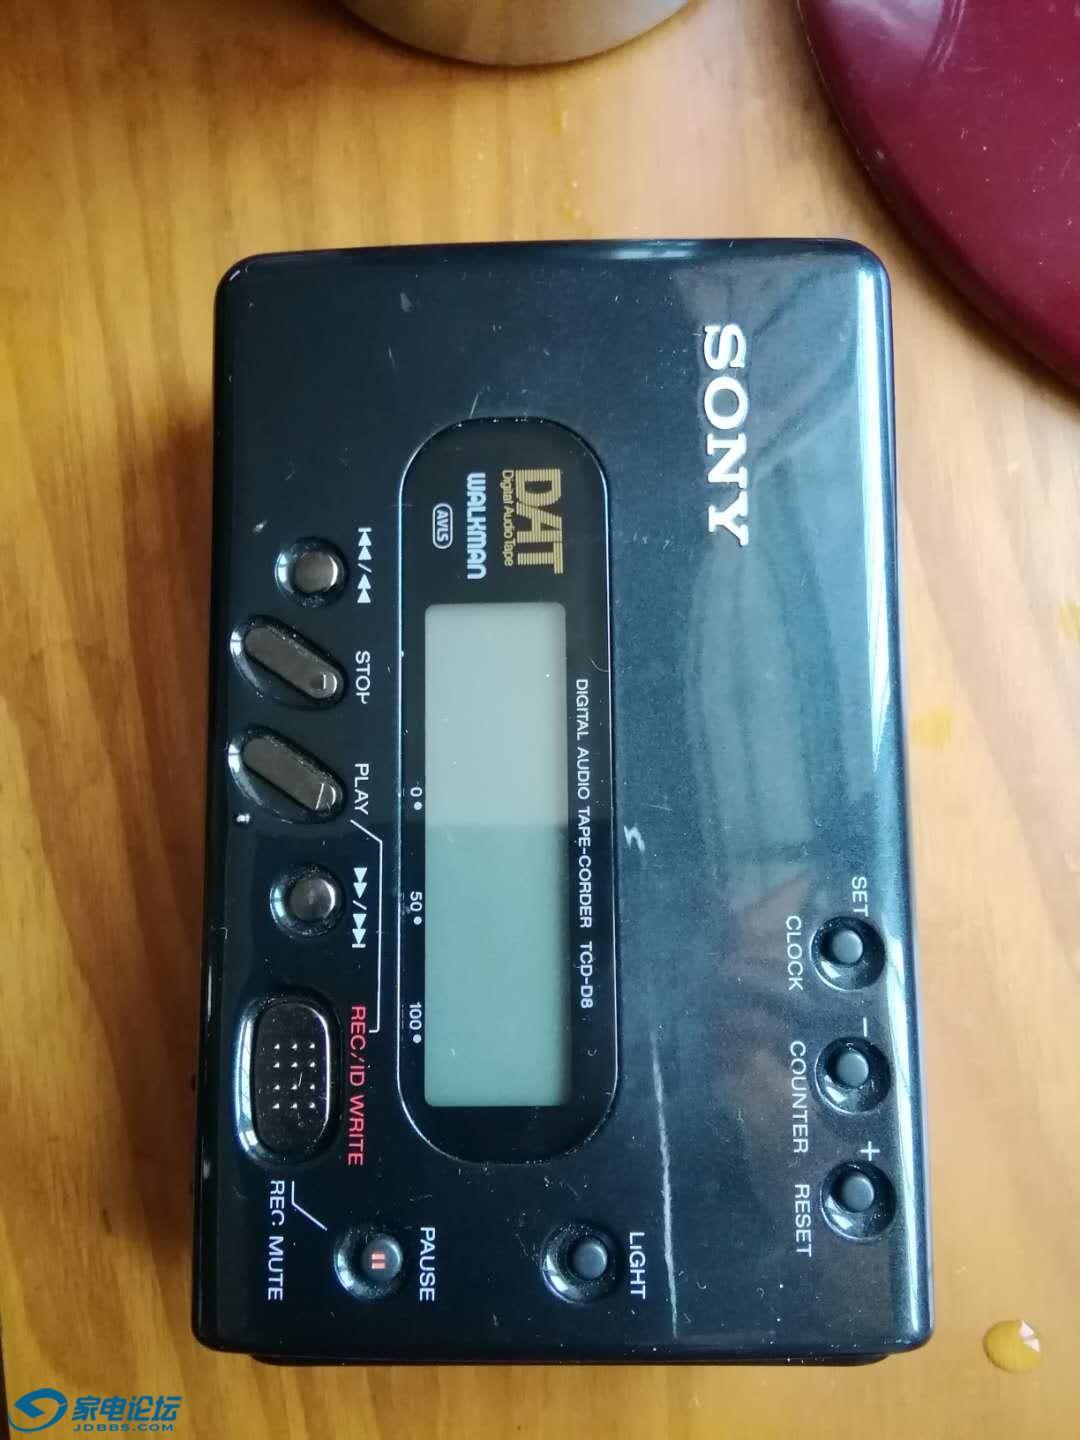 SONY
SET
-
+
CLOCK
COUNTER
RESET
DIGITAL AUDIO TAPE-CORDER TCD-D8
DAT
Digital Audio Tape
WALKMAN
AVLS
0
50
100
LIGHT
PAUSE
STOP
PLAY
REC/ID WRITE
REC MUTE
家电论坛
JDBBS.COM